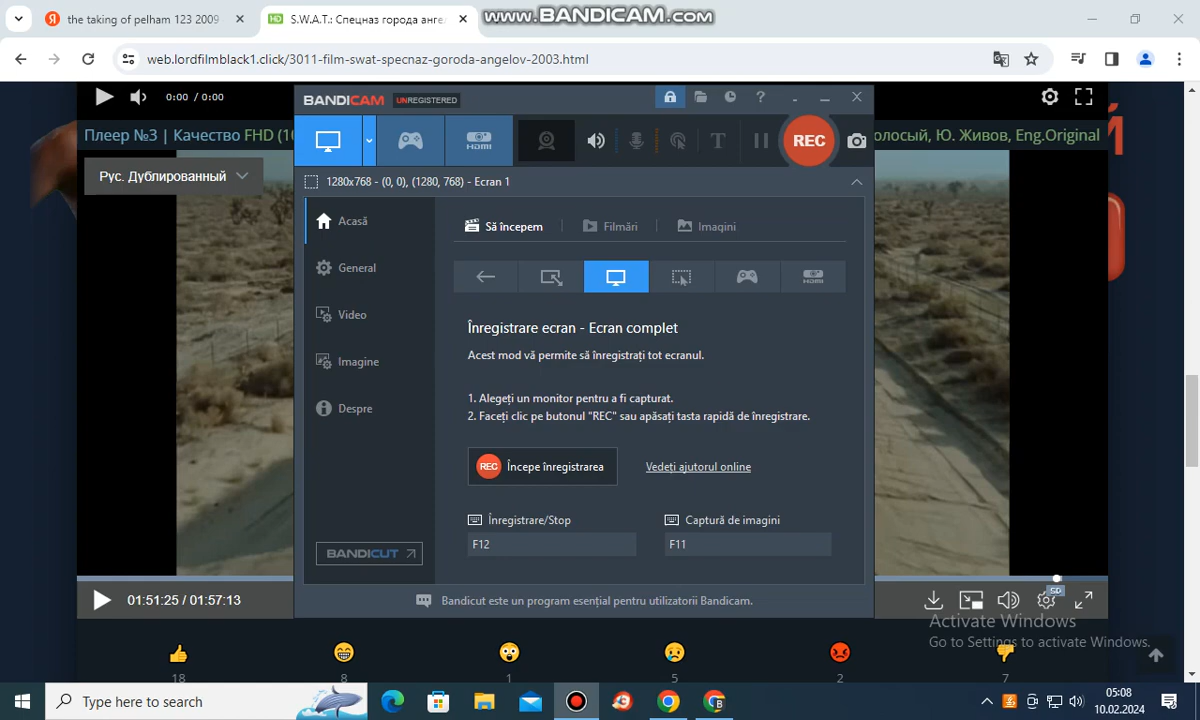 the taking of pelham 123 2009
S.W.A.T.: Спецназ города анге
www.BANDICAM.com
web.lordfilmblack1.click/3011-film-swat-specnaz-goroda-angelov-2003.html
0:00 / 0:00
BANDICAM UNREGISTERED
Плеер №3 | Качество FHD (10
олосый, Ю. Живов, Eng.Original
HDMI
T
REC
Рус. Дублированный
1280x768 - (0, 0), (1280, 768) - Ecran 1
Acasă
General
Video
Imagine
Despre
BANDICUT
Să începem
Filmări
Imagini
HDMI
Înregistrare ecran - Ecran complet
Acest mod vă permite să înregistrați tot ecranul.
1. Alegeți un monitor pentru a fi capturat.
2. Faceți clic pe butonul "REC" sau apăsați tasta rapidă de înregistrare.
REC Începe înregistrarea
Vedeți ajutorul online
Înregistrare/Stop
Captură de imagini
F12
F11
Bandicut este un program esențial pentru utilizatorii Bandicam.
01:51:25 / 01:57:13
SD
Activate Windows
Go to Settings to activate Windows.
18
8
1
5
2
7
Type here to search
05:08
10.02.2024